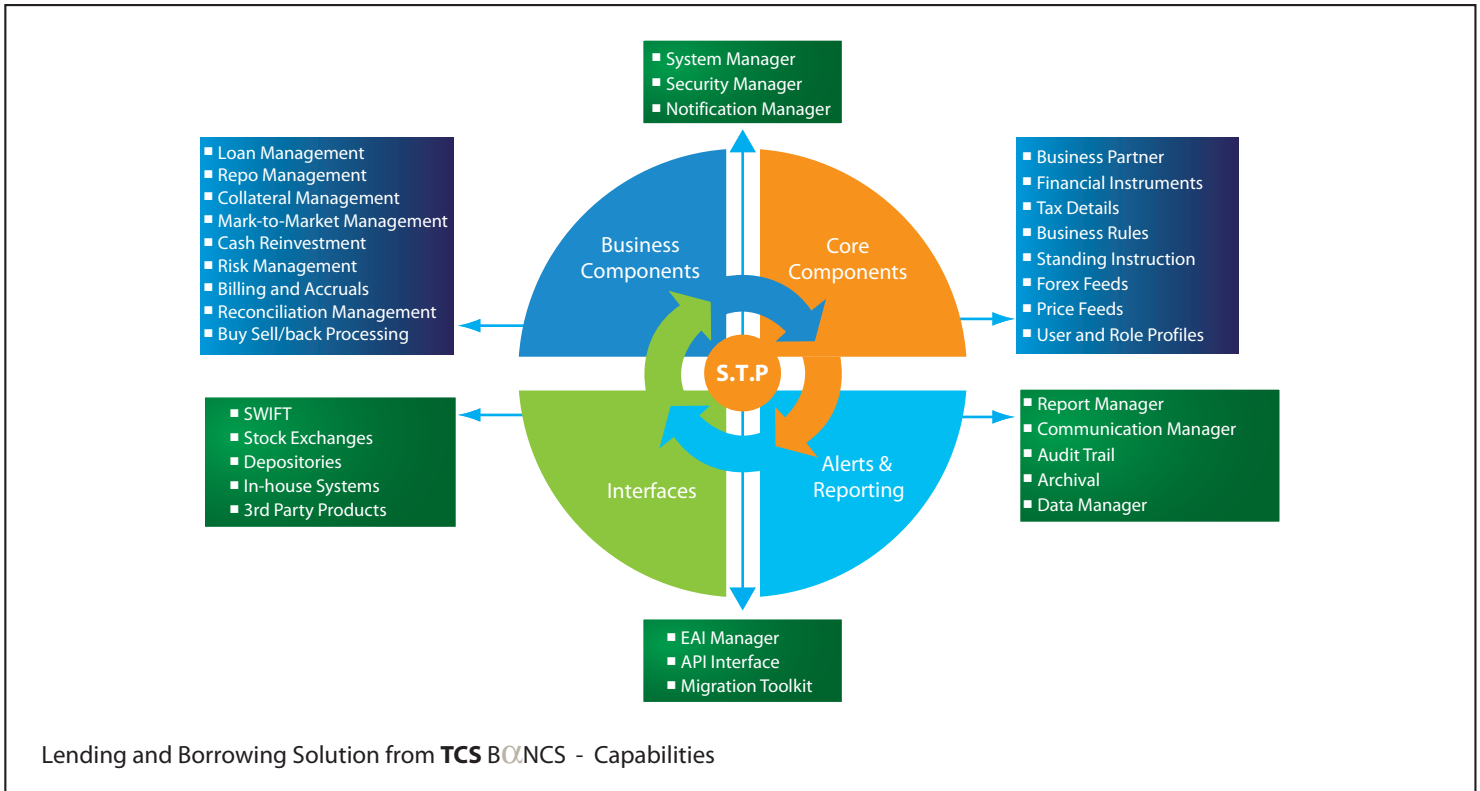 System Manager
Security Manager
Notification Manager
Loan Management
Repo Management
Collateral Management
Mark-to-Market Management
Cash Reinvestment
Risk Management
Billing and Accruals
Reconciliation Management
Buy Sell/back Processing
Business
Components
Core
Components
Business Partner
Financial Instruments
Tax Details
Business Rules
Standing Instruction
Forex Feeds
Price Feeds
User and Role Profiles
S.T.P
SWIFT
Stock Exchanges
Depositories
In-house Systems
3rd Party Products
Interfaces
Alerts &
Reporting
Report Manager
Communication Manager
Audit Trail
Archival
Data Manager
EAI Manager
API Interface
Migration Toolkit
Lending and Borrowing Solution from TCS BαNCS - Capabilities